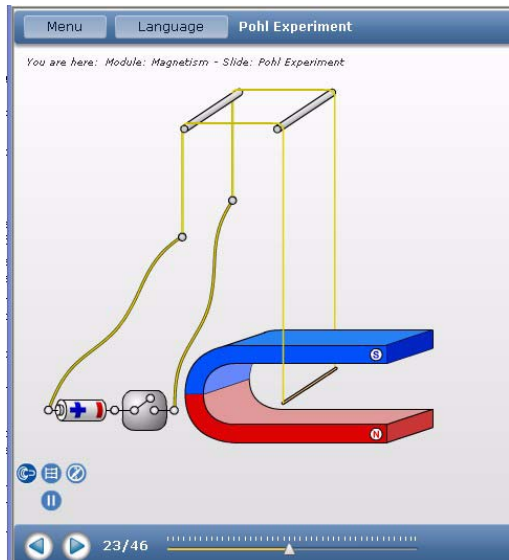 Menu Language Pohl Experiment
You are here: Module: Magnetism - Slide: Pohl Experiment
S
N
23/46